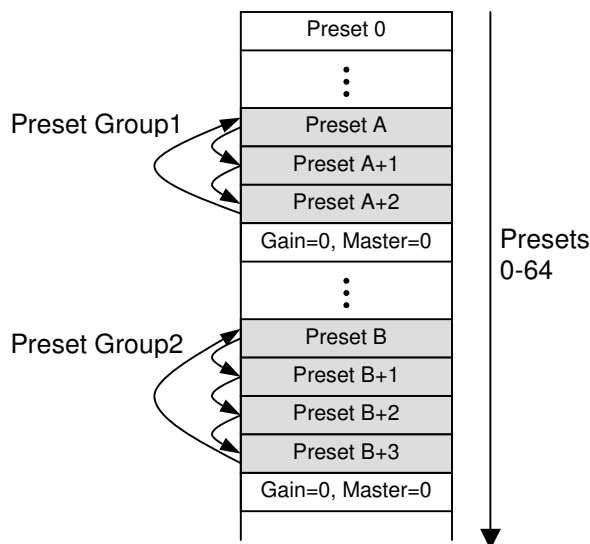 Preset 0
Preset Group1
Preset A
Preset A+1
Preset A+2
Gain=0, Master=0
Presets
0-64
Preset Group2
Preset B
Preset B+1
Preset B+2
Preset B+3
Gain=0, Master=0